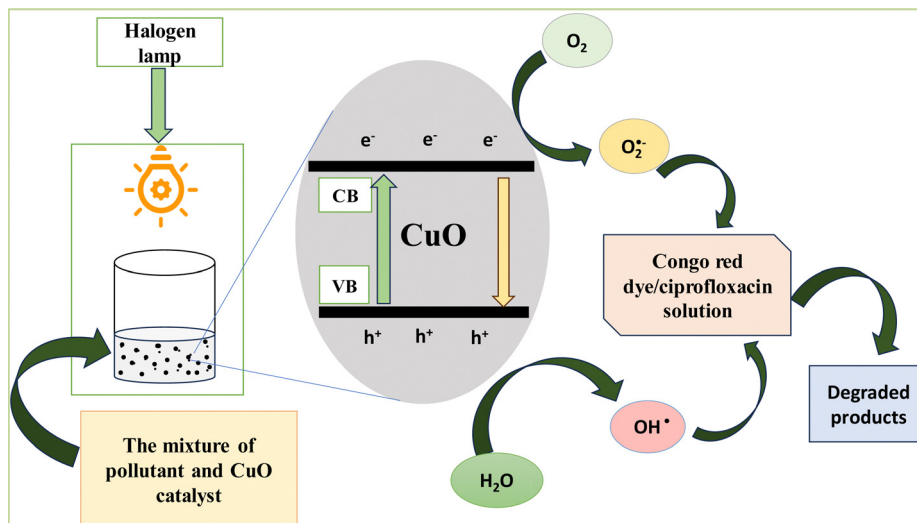 Halogen
lamp
O₂
e⁻ e⁻ e⁻
O₂•⁻
CB
CuO
VB
h⁺ h⁺ h⁺
Congo red
dye/ciprofloxacin
solution
The mixture of
pollutant and CuO
catalyst
H₂O
OH•
Degraded
products